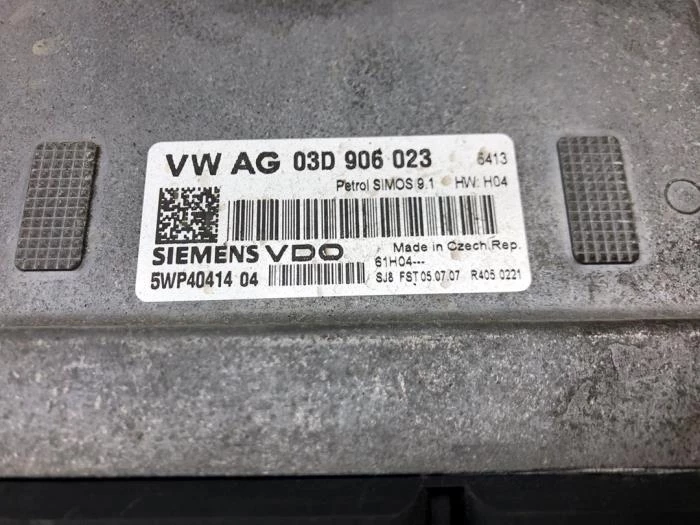 VW AG 03D 906 023 6413
Petrol SIMOS 9.1 HW: H04
SIEMENS VDO Made in Czech Rep.
61H04---
5WP40414 04 SJ8 FST 05.07.07 R405 0221